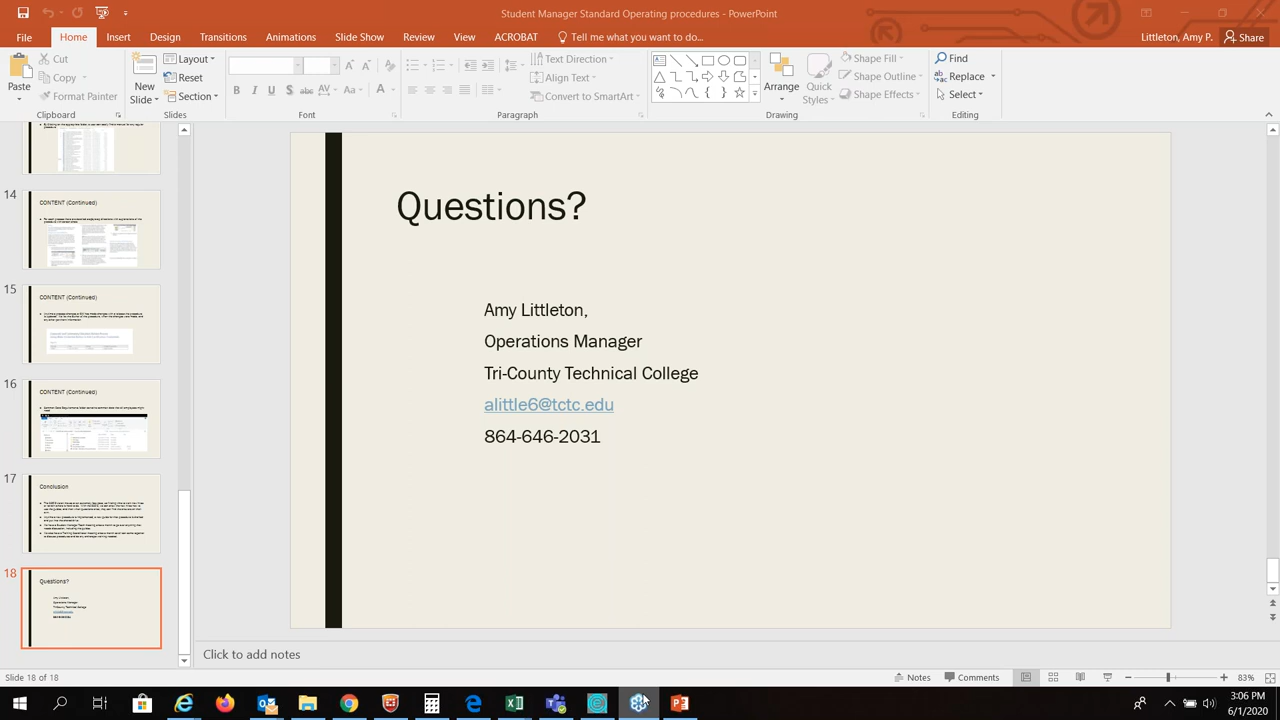 Student Manager Standard Operating procedures - PowerPoint
File Home Insert Design Transitions Animations Slide Show Review View ACROBAT Tell me what you want to do... Littleton, Amy P. Share
Paste
Cut
Copy
Format Painter
Clipboard
New Slide
Layout
Reset
Section
Slides
I U S abc AV Aa A
Font
Paragraph
Text Direction
Align Text
Convert to SmartArt
Arrange
Quick Styles
Drawing
Shape Fill
Shape Outline
Shape Effects
Find
Replace
Select
Editing
14
CONTENT (Continued)
15
CONTENT (Continued)
16
CONTENT (Continued)
17
Conclusion
18
Questions?
Questions?
Amy Littleton,
Operations Manager
Tri-County Technical College
alittle6@tctc.edu
864-646-2031
Click to add notes
Slide 18 of 18
Notes
Comments
83%
3:06 PM
6/1/2020